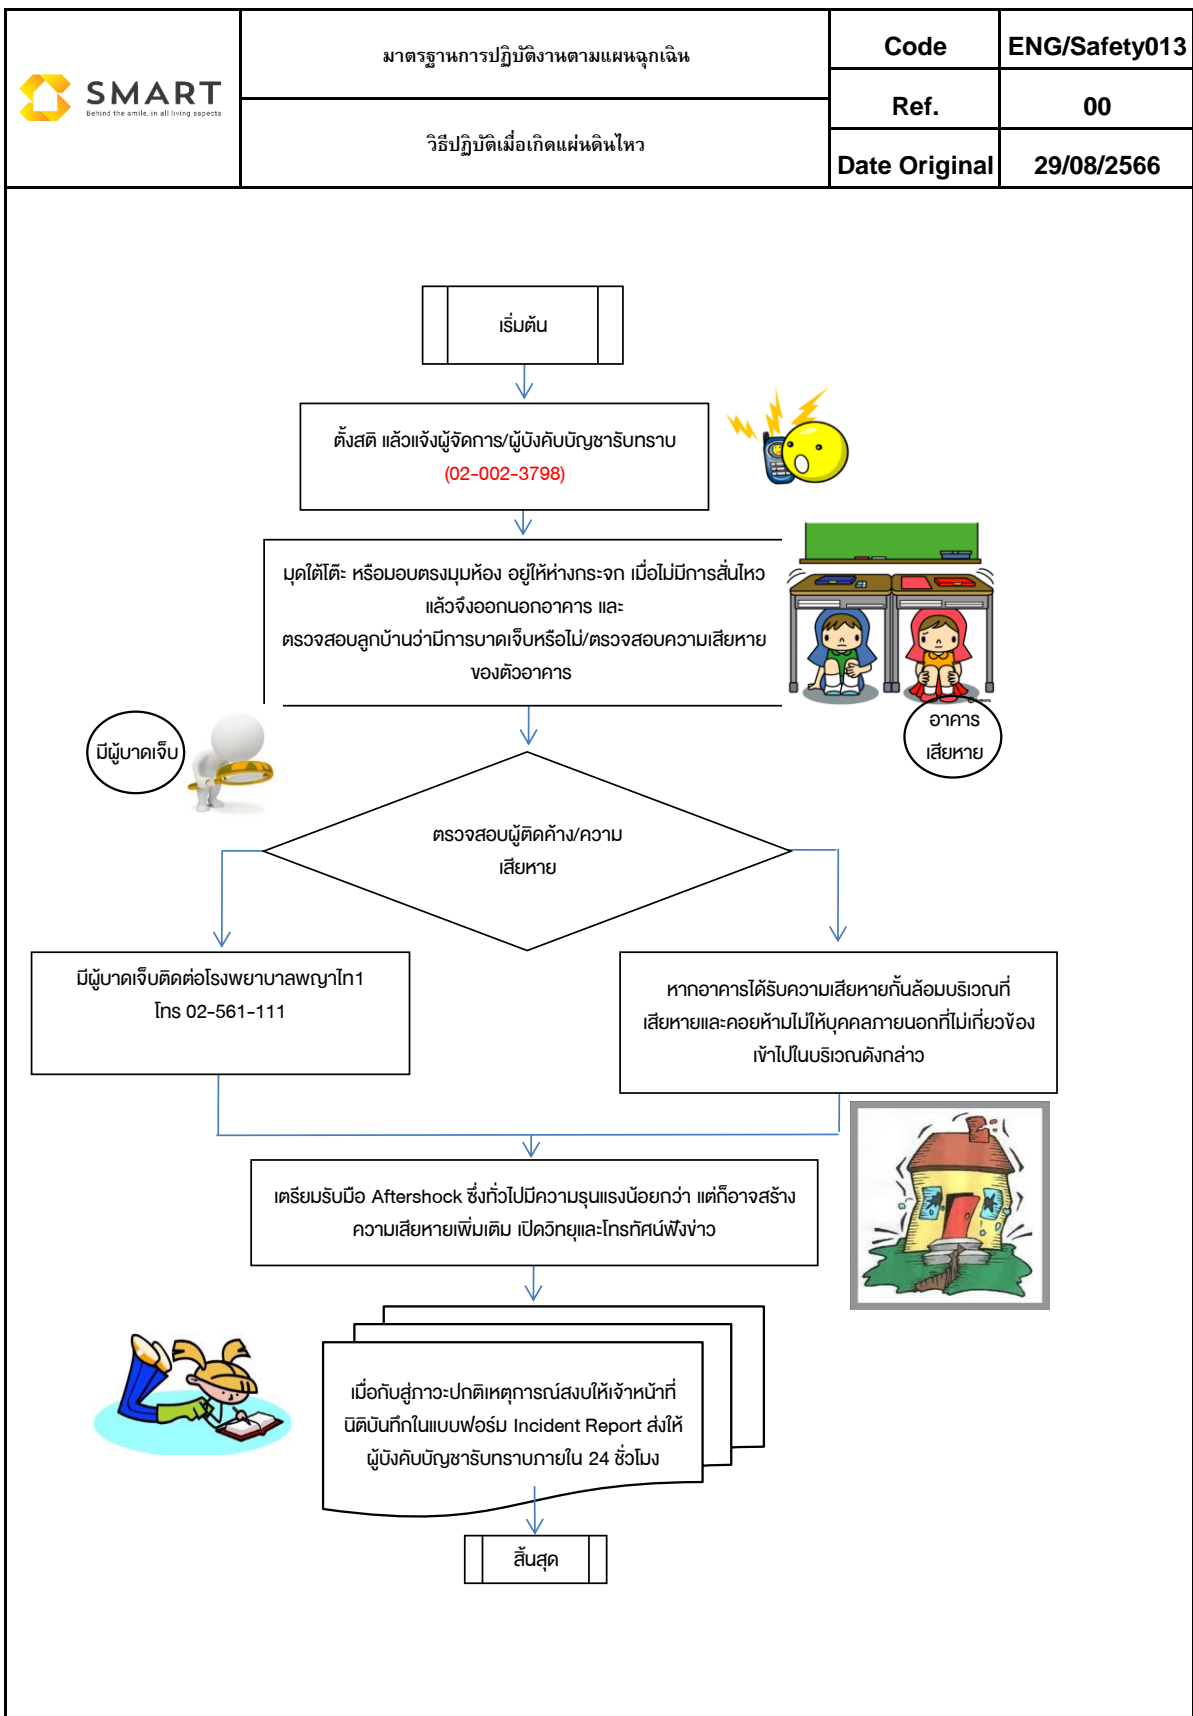 SMART
Behind the smile, in all living aspects
มาตรฐานการปฏิบัติงานตามแผนฉุกเฉิน
Code
ENG/Safety013
Ref.
00
วิธีปฏิบัติเมื่อเกิดแผ่นดินไหว
Date Original
29/08/2566
เริ่มต้น
ตั้งสติ แล้วแจ้งผู้จัดการ/ผู้บังคับบัญชารับทราบ
(02-002-3798)
มุดใต้โต๊ะ หรือมอบตรงมุมห้อง อยู่ให้ห่างกระจก เมื่อไม่มีการสั่นไหว
แล้วจึงออกนอกอาคาร และ
ตรวจสอบลูกบ้านว่ามีการบาดเจ็บหรือไม่/ตรวจสอบความเสียหาย
ของตัวอาคาร
มีผู้บาดเจ็บ
อาคาร
เสียหาย
ตรวจสอบผู้ติดค้าง/ความ
เสียหาย
มีผู้บาดเจ็บติดต่อโรงพยาบาลพญาไท1
โทร 02-561-111
หากอาคารได้รับความเสียหายกั้นล้อมบริเวณที่
เสียหายและคอยห้ามไม่ให้บุคคลภายนอกที่ไม่เกี่ยวข้อง
เข้าไปในบริเวณดังกล่าว
เตรียมรับมือ Aftershock ซึ่งทั่วไปมีความรุนแรงน้อยกว่า แต่ก็อาจสร้าง
ความเสียหายเพิ่มเติม เปิดวิทยุและโทรทัศน์ฟังข่าว
เมื่อกับสู่ภาวะปกติเหตุการณ์สงบให้เจ้าหน้าที่
นิติบันทึกในแบบฟอร์ม Incident Report ส่งให้
ผู้บังคับบัญชารับทราบภายใน 24 ชั่วโมง
สิ้นสุด